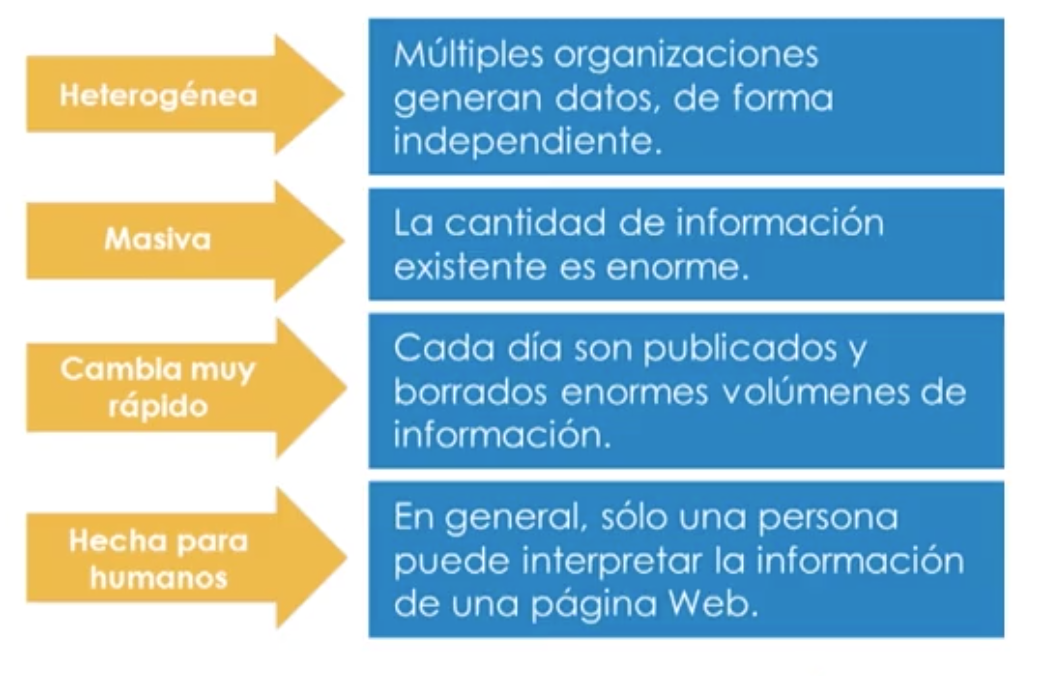 Heterogénea
Múltiples organizaciones
generan datos, de forma
independiente.
Masiva
La cantidad de información
existente es enorme.
Cambia muy
rápido
Cada día son publicados y
borrados enormes volúmenes de
información.
Hecha para
humanos
En general, sólo una persona
puede interpretar la información
de una página Web.